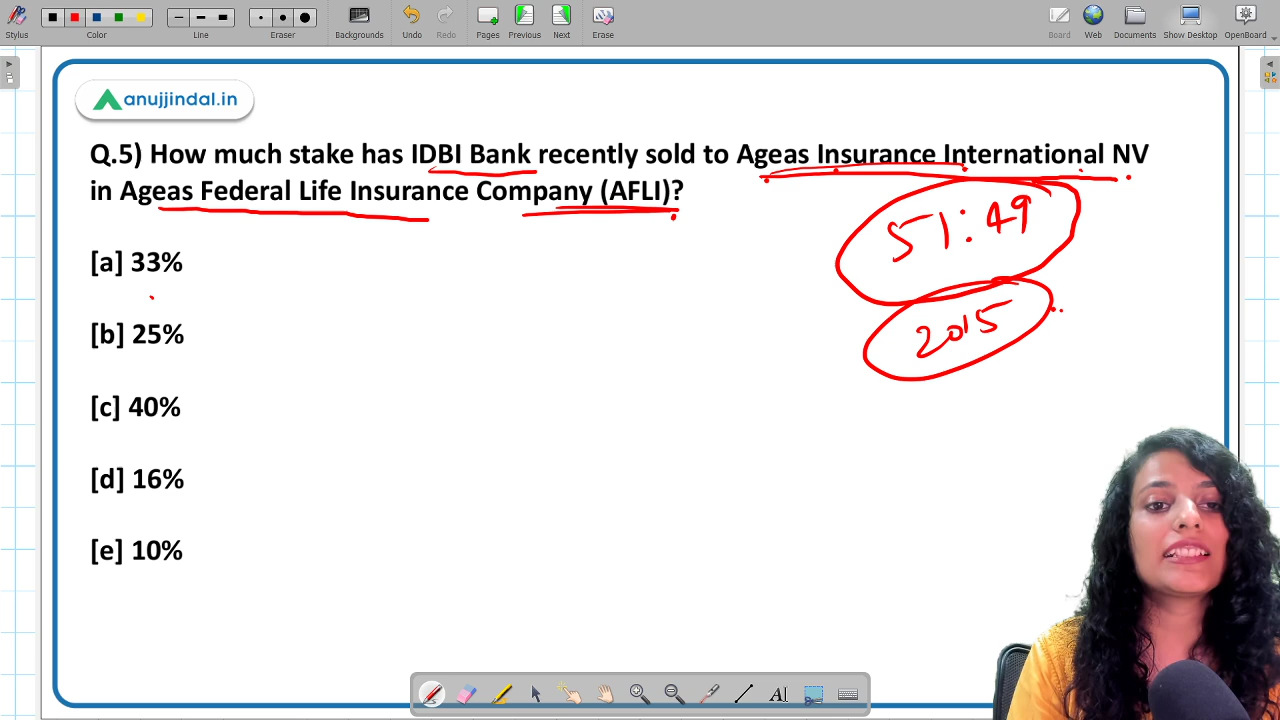 Stylus
Color
Line
Eraser
Backgrounds
Undo
Redo
Pages
Previous
Next
Erase
Board
Web
Documents
Show Desktop
OpenBoard
anujjindal.in
Q.5) How much stake has IDBI Bank recently sold to Ageas Insurance International NV
in Ageas Federal Life Insurance Company (AFLI)?
51:49
[a] 33%
2015
[b] 25%
[c] 40%
[d] 16%
[e] 10%